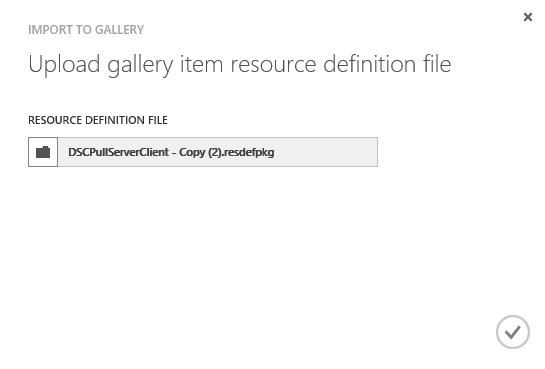 IMPORT TO GALLERY
Upload gallery item resource definition file
RESOURCE DEFINITION FILE
DSCPullServerClient - Copy (2).resdefpkg